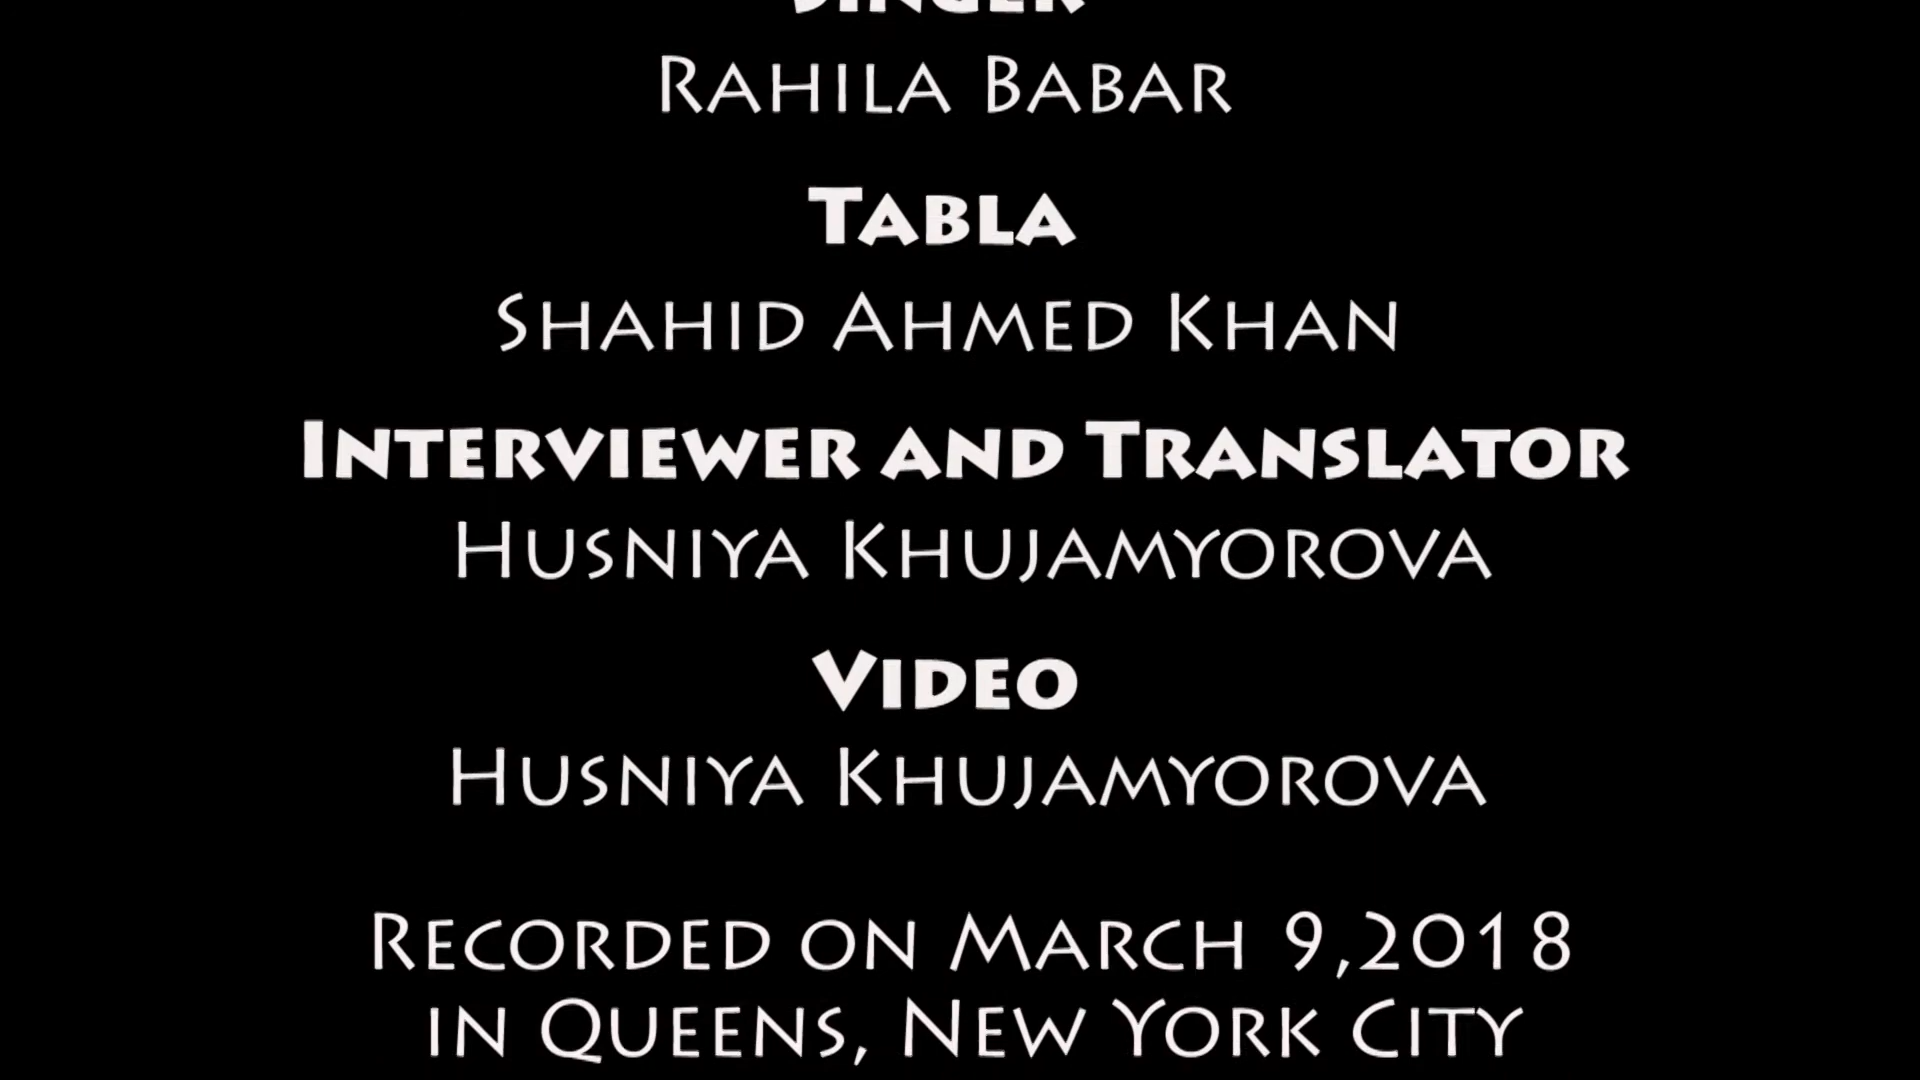 SINGER
RAHILA BABAR
TABLA
SHAHID AHMED KHAN
INTERVIEWER AND TRANSLATOR
HUSNIYA KHUJAMYOROVA
VIDEO
HUSNIYA KHUJAMYOROVA
RECORDED ON MARCH 9,2018
IN QUEENS, NEW YORK CITY